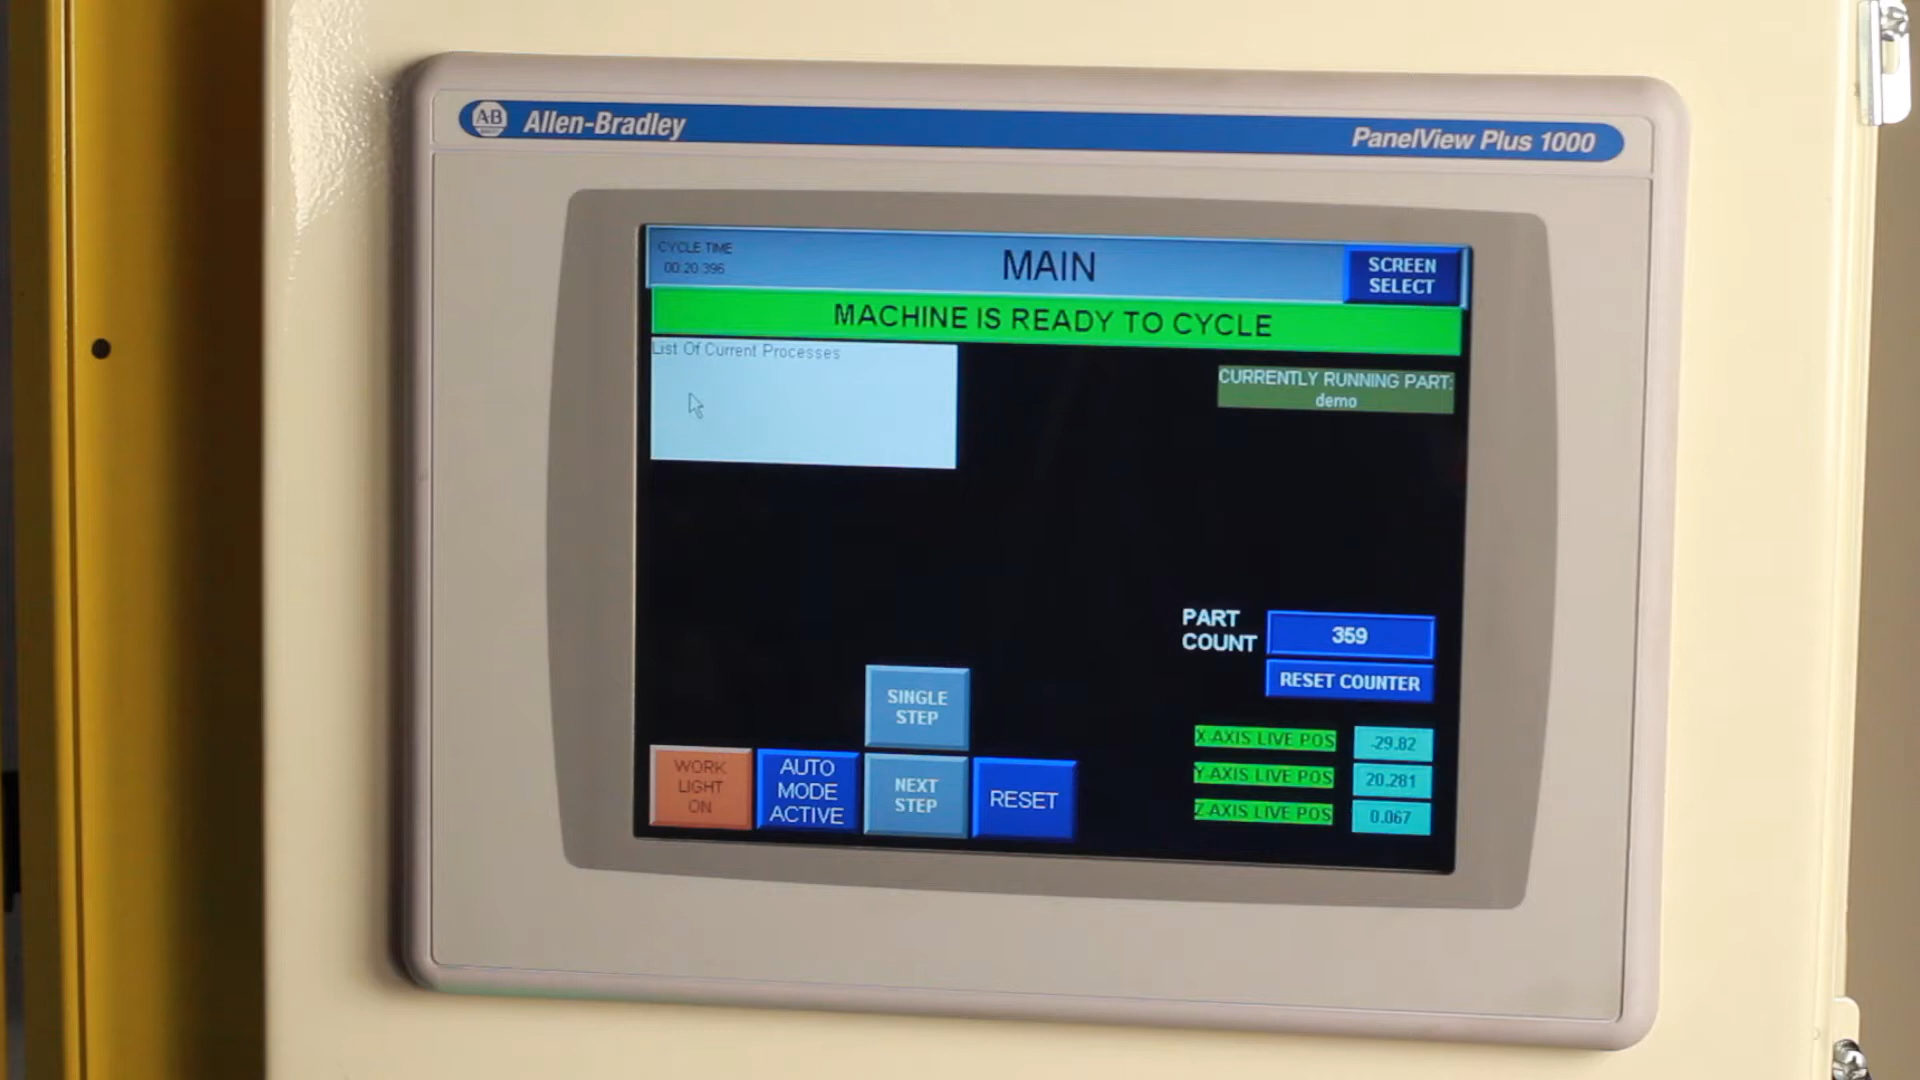 A-B
Allen-Bradley
PanelView Plus 1000
CYCLE TIME
00:20.396
MAIN
SCREEN
SELECT
MACHINE IS READY TO CYCLE
List Of Current Processes
CURRENTLY RUNNING PART:
demo
PART
COUNT
359
RESET COUNTER
SINGLE
STEP
WORK
LIGHT
ON
AUTO
MODE
ACTIVE
NEXT
STEP
RESET
X-AXIS LIVE POS
-29.82
Y-AXIS LIVE POS
20.281
Z-AXIS LIVE POS
0.067